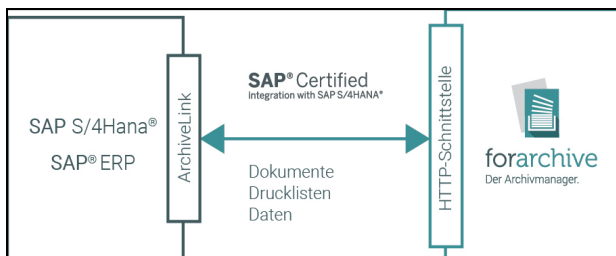 SAP S/4Hana®
SAP® ERP
ArchiveLink
SAP® Certified
Integration with SAP S/4HANA®
Dokumente
Drucklisten
Daten
HTTP-Schnittstelle
forarchive
Der Archivmanager.